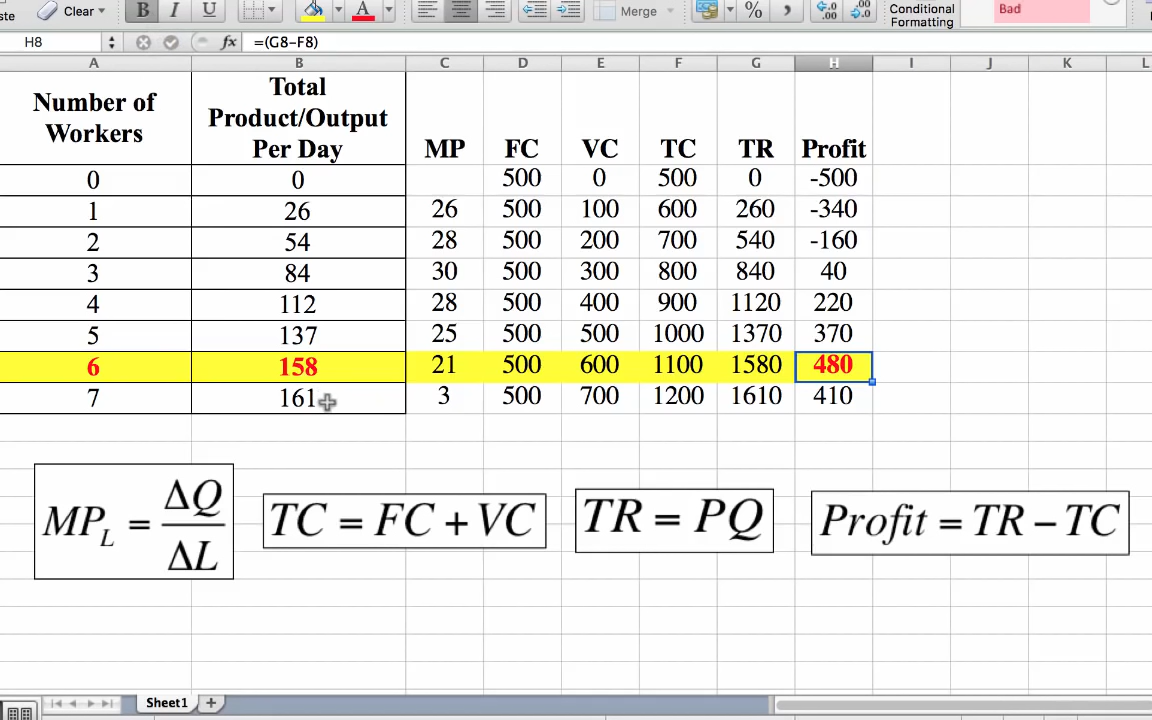 Clear B I U Merge % , .0 .00 .00 .0 Conditional Formatting Bad
H8 fx =(G8-F8)
A B C D E F G H I J K L
Number of Workers Total Product/Output Per Day MP FC VC TC TR Profit
0 0 500 0 500 0 -500
1 26 26 500 100 600 260 -340
2 54 28 500 200 700 540 -160
3 84 30 500 300 800 840 40
4 112 28 500 400 900 1120 220
5 137 25 500 500 1000 1370 370
6 158 21 500 600 1100 1580 480
7 161 3 500 700 1200 1610 410
MP_L = ΔQ/ΔL
TC = FC + VC
TR = PQ
Profit = TR − TC
Sheet1 +